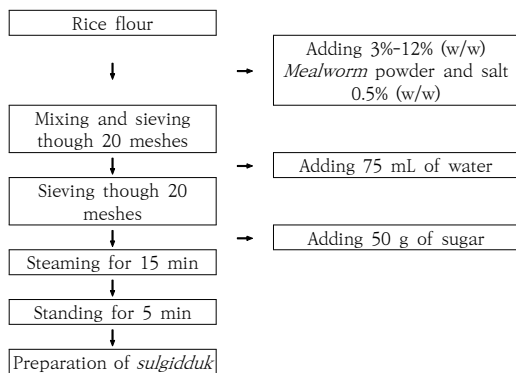 Rice flour
Adding 3%-12% (w/w)
Mealworm powder and salt
0.5% (w/w)
Mixing and sieving
though 20 meshes
Adding 75 mL of water
Sieving though 20
meshes
Adding 50 g of sugar
Steaming for 15 min
Standing for 5 min
Preparation of sulgidduk